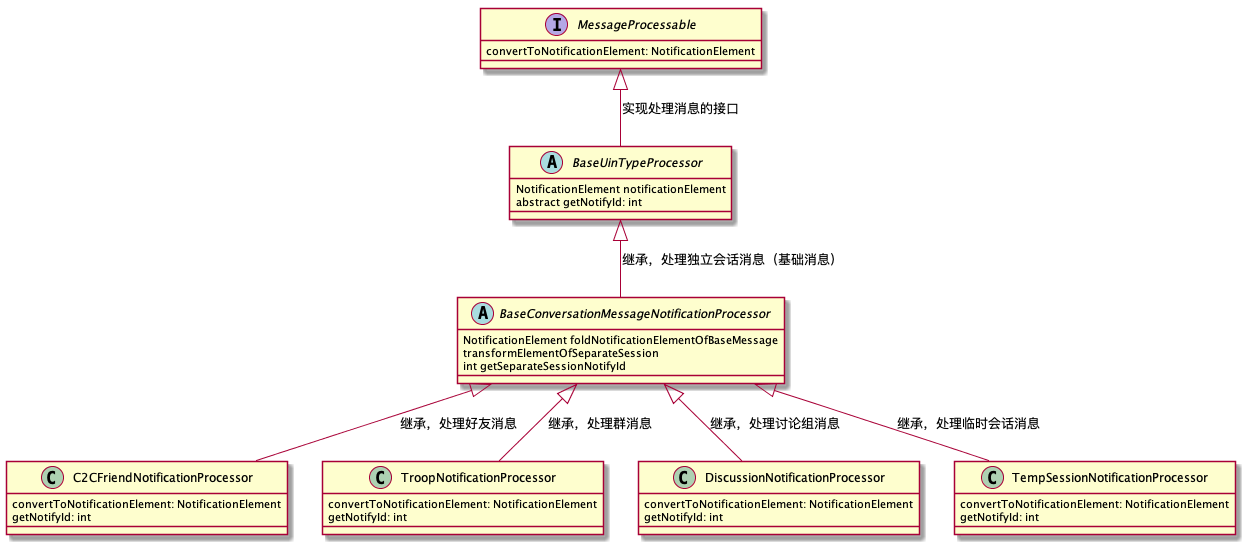 I MessageProcessable
convertToNotificationElement: NotificationElement
实现处理消息的接口
A BaseUinTypeProcessor
NotificationElement notificationElement
abstract getNotifyId: int
继承，处理独立会话消息（基础消息）
A BaseConversationMessageNotificationProcessor
NotificationElement foldNotificationElementOfBaseMessage
transformElementOfSeparateSession
int getSeparateSessionNotifyId
继承，处理好友消息
继承，处理群消息
继承，处理讨论组消息
继承，处理临时会话消息
C C2CFriendNotificationProcessor
convertToNotificationElement: NotificationElement
getNotifyId: int
C TroopNotificationProcessor
convertToNotificationElement: NotificationElement
getNotifyId: int
C DiscussionNotificationProcessor
convertToNotificationElement: NotificationElement
getNotifyId: int
C TempSessionNotificationProcessor
convertToNotificationElement: NotificationElement
getNotifyId: int